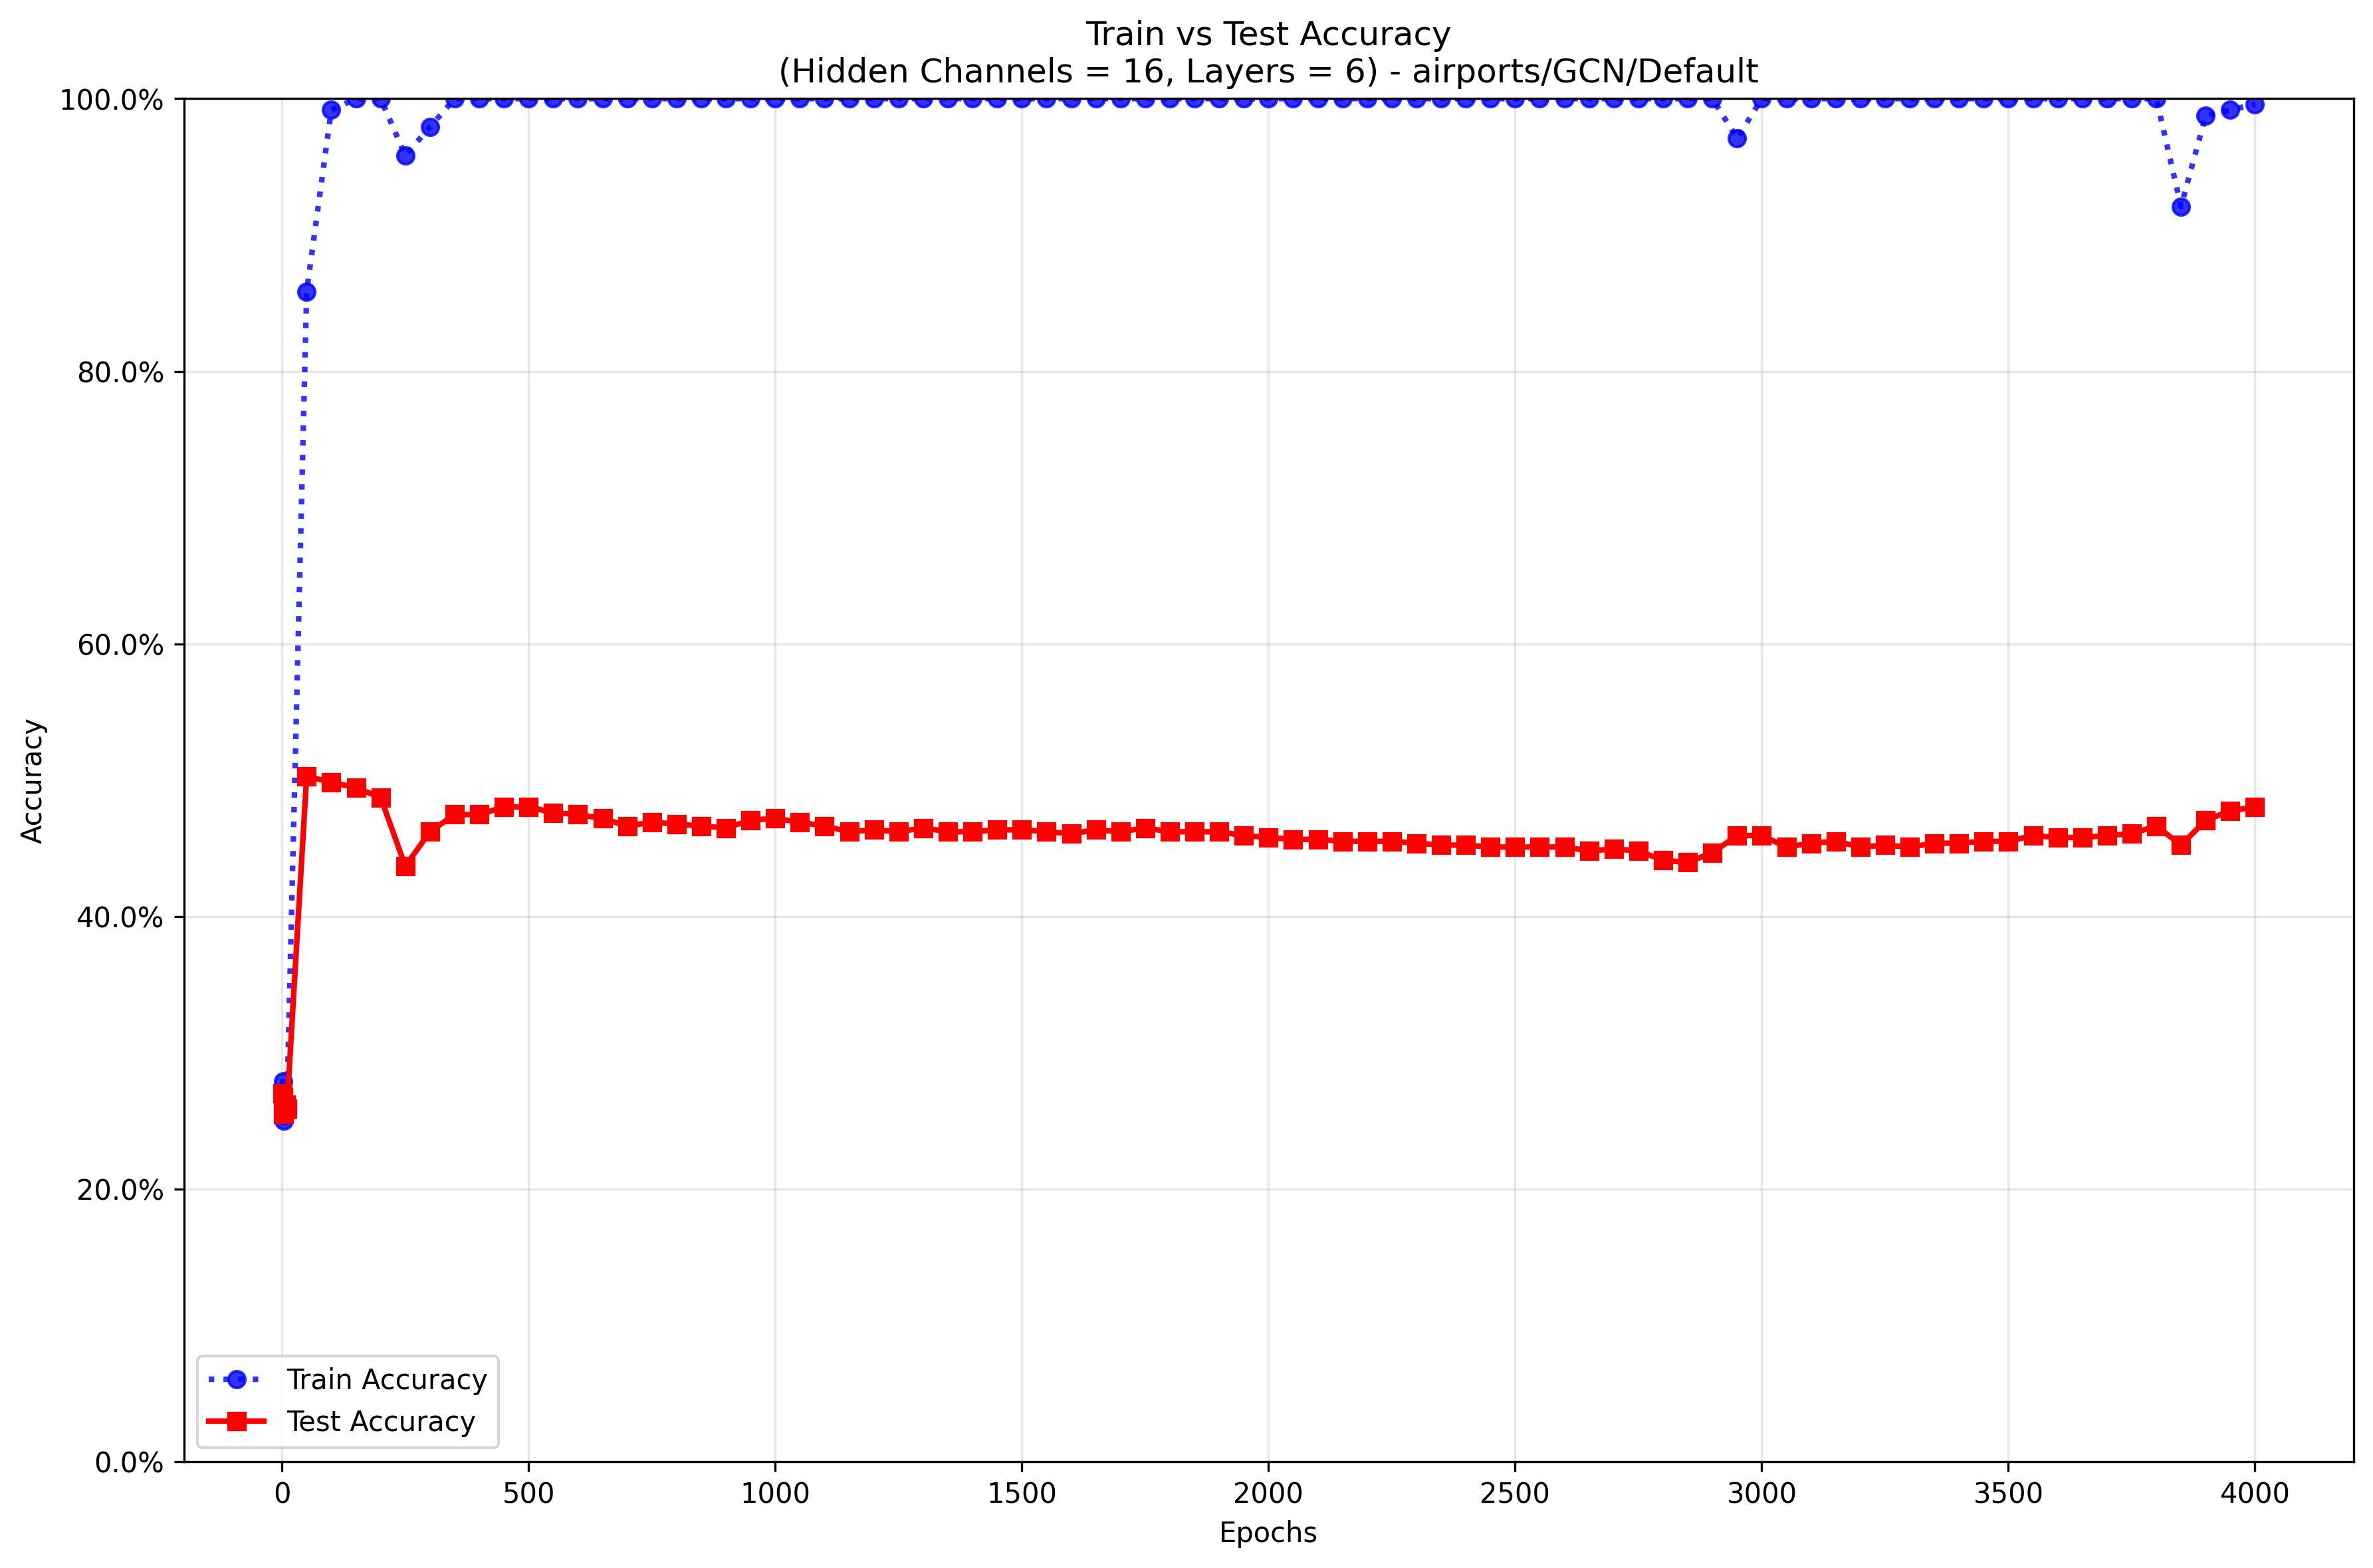 Train vs Test Accuracy
(Hidden Channels = 16, Layers = 6) - airports/GCN/Default
Accuracy
100.0%
80.0%
60.0%
40.0%
20.0%
0.0%
Train Accuracy
Test Accuracy
0 500 1000 1500 2000 2500 3000 3500 4000
Epochs